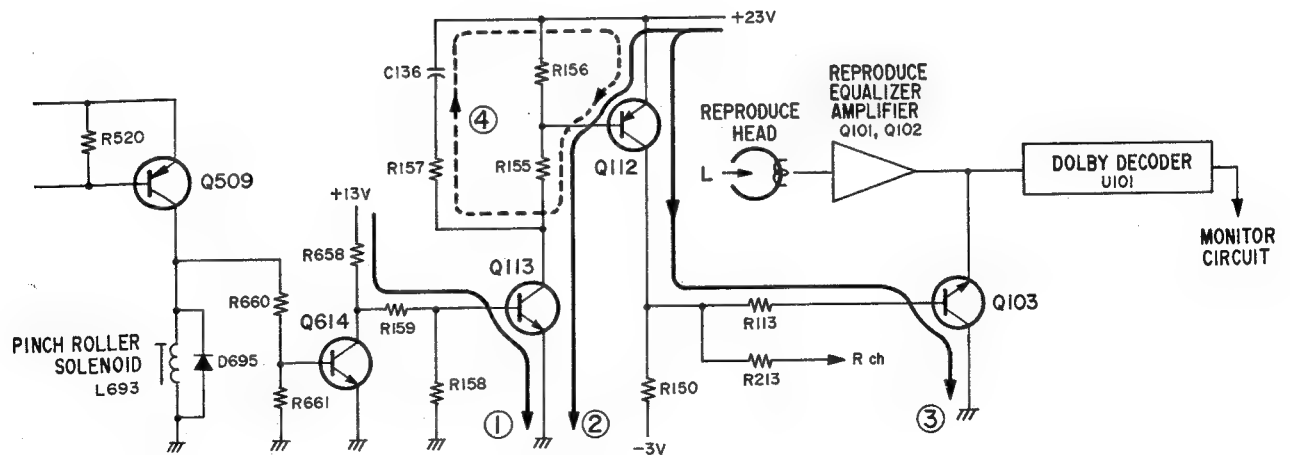 +23V
C136
R156
④
R157
R155
Q112
R520
Q509
+13V
R658
Q113
R660
Q614
R159
PINCH ROLLER
SOLENOID
L693
D695
R661
R158
①
②
R150
-3V
REPRODUCE
HEAD
L
REPRODUCE
EQUALIZER
AMPLIFIER
Q101, Q102
DOLBY DECODER
U101
MONITOR
CIRCUIT
Q103
R113
R213
R ch
③